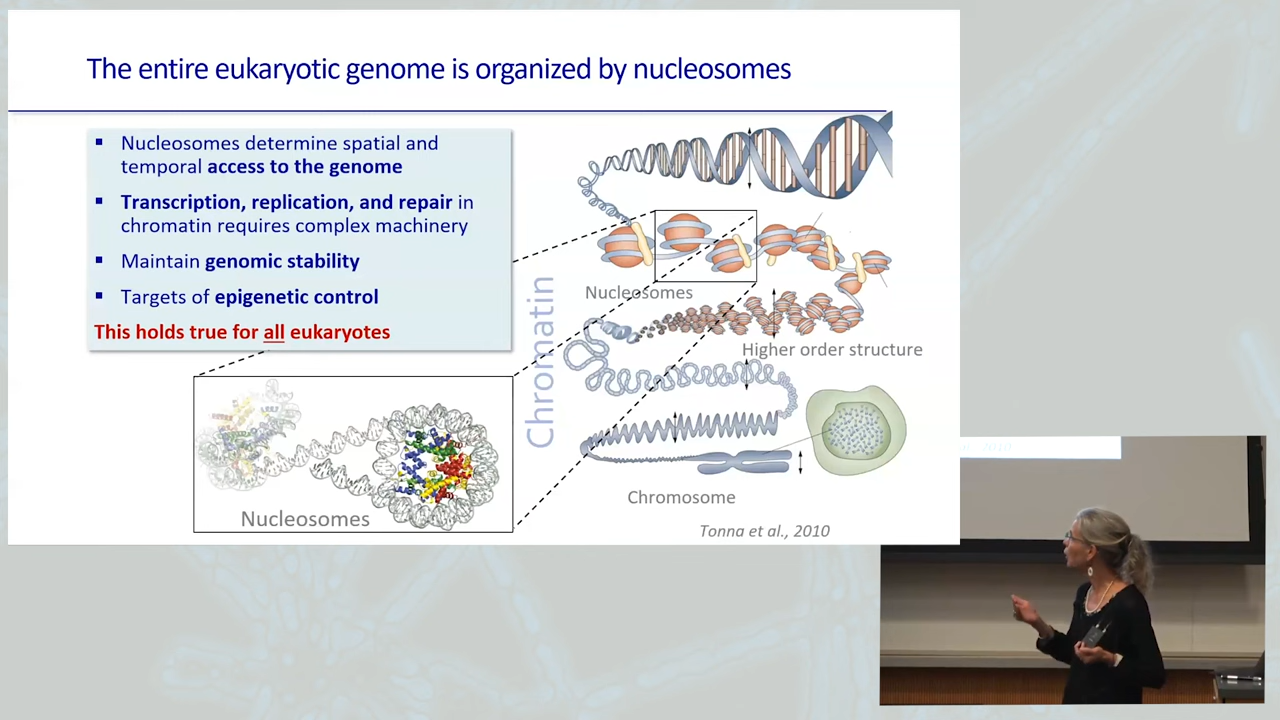 The entire eukaryotic genome is organized by nucleosomes
▪ Nucleosomes determine spatial and
temporal access to the genome
▪ Transcription, replication, and repair in
chromatin requires complex machinery
▪ Maintain genomic stability
▪ Targets of epigenetic control
This holds true for all eukaryotes
Chromatin
Nucleosomes
Higher order structure
Chromosome
Nucleosomes
Tonna et al., 2010
2010